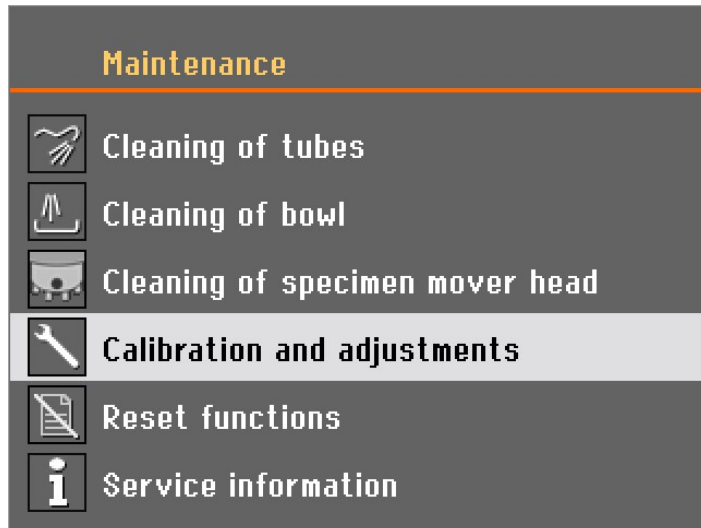 Maintenance
Cleaning of tubes
Cleaning of bowl
Cleaning of specimen mover head
Calibration and adjustments
Reset functions
Service information